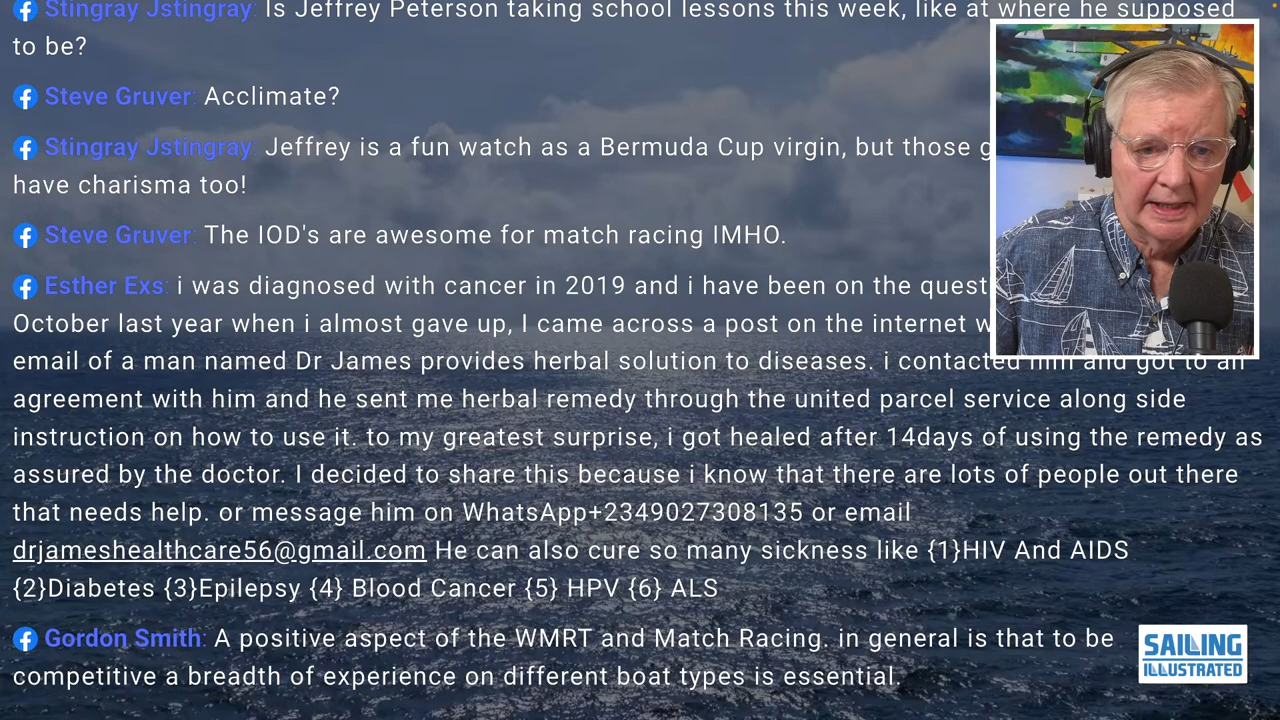 Stingray Jstingray: Is Jeffrey Peterson taking school lessons this week, like at where he supposed
to be?
Steve Gruver: Acclimate?
Stingray Jstingray: Jeffrey is a fun watch as a Bermuda Cup virgin, but those
have charisma too!
Steve Gruver: The IOD's are awesome for match racing IMHO.
Esther Exs: i was diagnosed with cancer in 2019 and i have been on the quest
October last year when i almost gave up, I came across a post on the internet
email of a man named Dr James provides herbal solution to diseases. i contacted him and got to an
agreement with him and he sent me herbal remedy through the united parcel service along side
instruction on how to use it. to my greatest surprise, i got healed after 14days of using the remedy as
assured by the doctor. I decided to share this because i know that there are lots of people out there
that needs help. or message him on WhatsApp+2349027308135 or email
drjameshealthcare56@gmail.com He can also cure so many sickness like {1}HIV And AIDS
{2}Diabetes {3}Epilepsy {4} Blood Cancer {5} HPV {6} ALS
Gordon Smith: A positive aspect of the WMRT and Match Racing. in general is that to be
competitive a breadth of experience on different boat types is essential.
SAILING
ILLUSTRATED